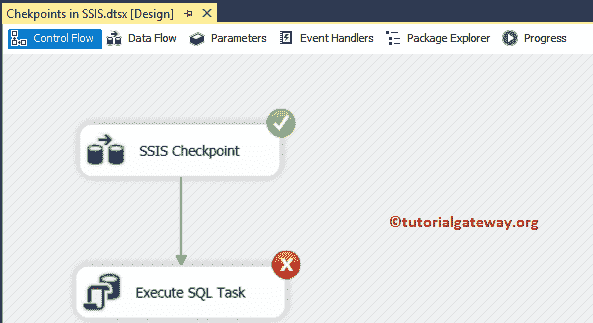 Chekpoints in SSIS.dtsx [Design]
Control Flow Data Flow Parameters Event Handlers Package Explorer Progress
SSIS Checkpoint
©tutorialgateway.org
Execute SQL Task